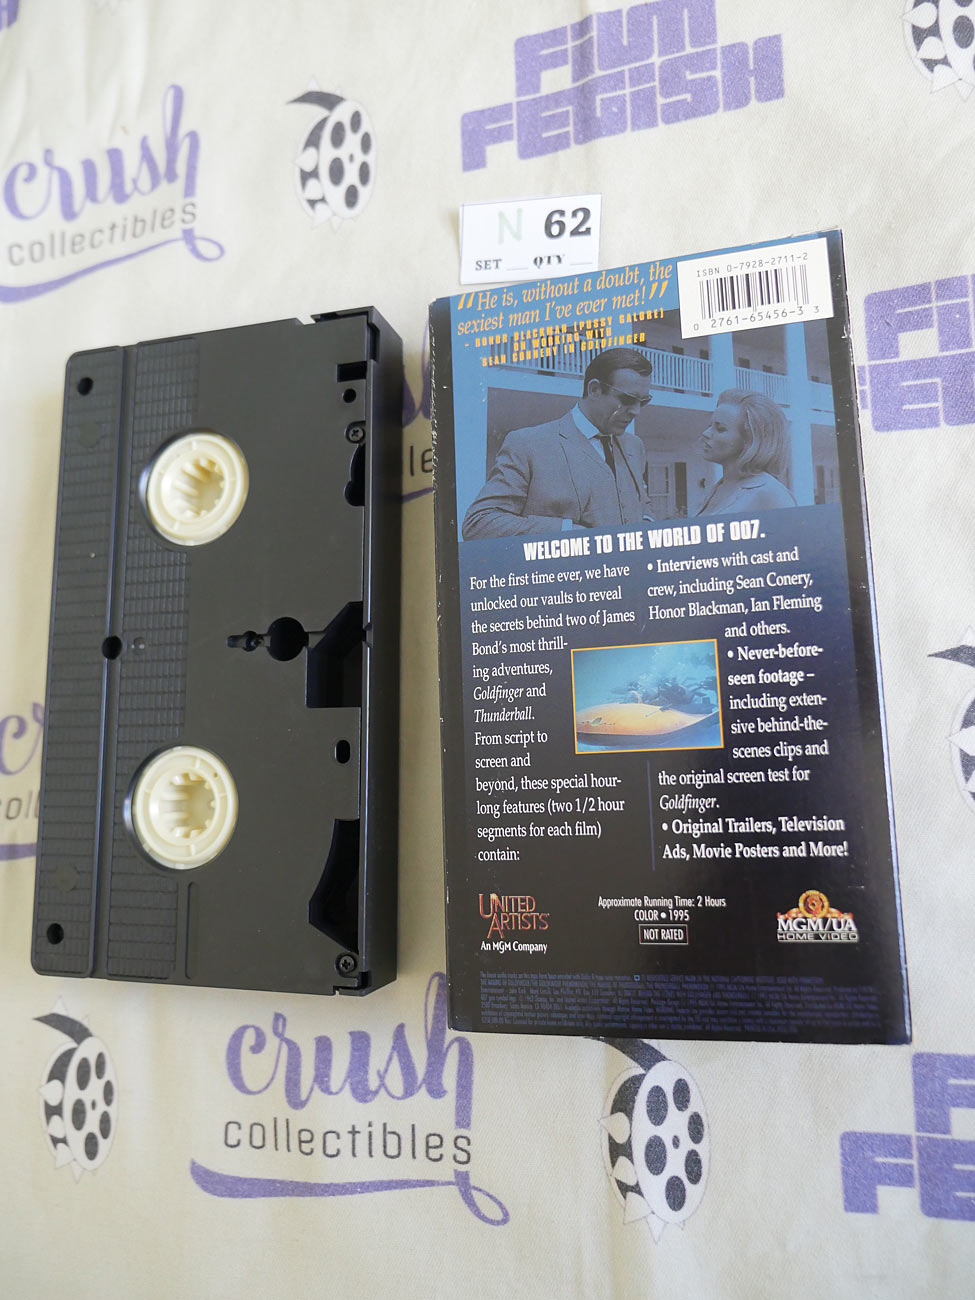 FILM
FETISH
crush
collectibles
N 62
SET QTY
ISBN 0-7928-2711-2
0 2761-65456-3 3
"He is, without a doubt, the
sexiest man I've ever met!"
- HONOR BLACKMAN (PUSSY GALORE)
ON WORKING WITH
SEAN CONNERY IN GOLDFINGER
WELCOME TO THE WORLD OF 007.
For the first time ever, we have
unlocked our vaults to reveal
the secrets behind two of James
Bond's most thrill-
ing adventures,
Goldfinger and
Thunderball.
From script to
screen and
beyond, these special hour-
long features (two 1/2 hour
segments for each film)
contain:
• Interviews with cast and
crew, including Sean Conery,
Honor Blackman, Ian Fleming
and others.
• Never-before-
seen footage –
including exten-
sive behind-the-
scenes clips and
the original screen test for
Goldfinger.
• Original Trailers, Television
Ads, Movie Posters and More!
UNITED
ARTISTS
An MGM Company
Approximate Running Time: 2 Hours
COLOR • 1995
NOT RATED
MGM/UA
HOME VIDEO
crush
collectibles